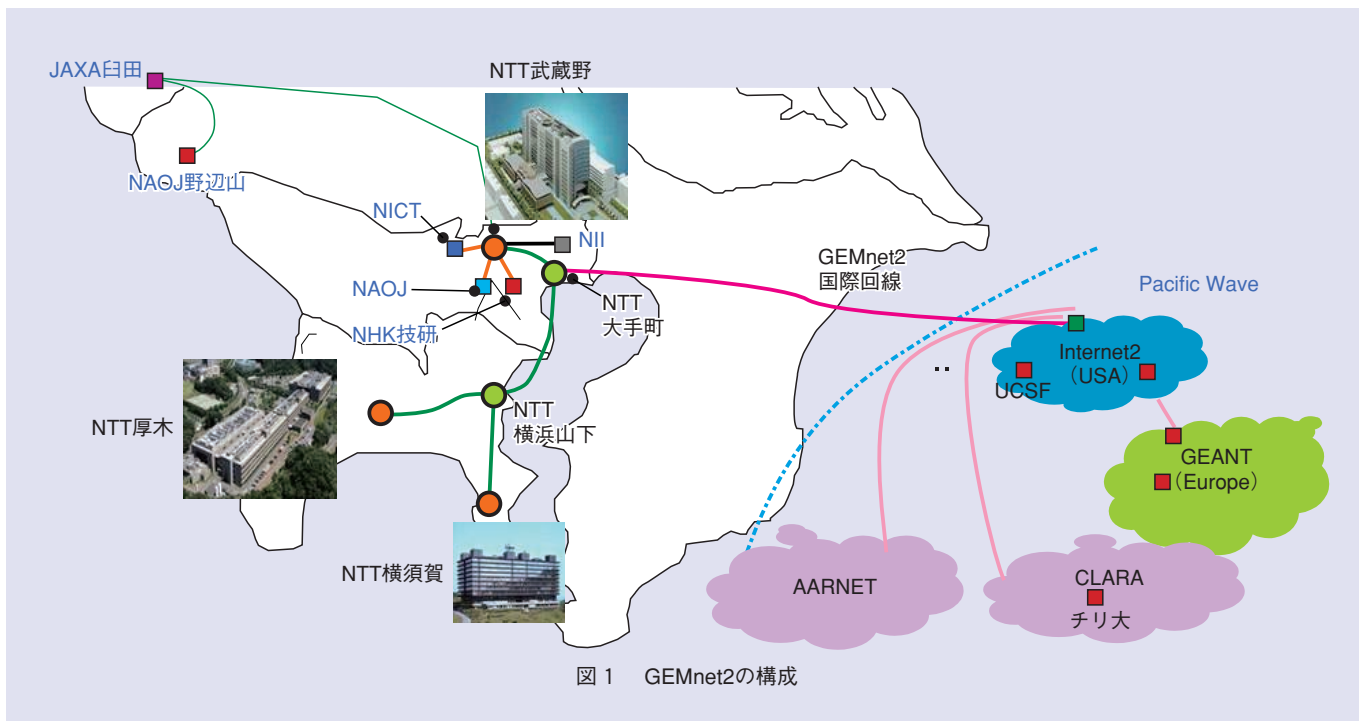 JAXA臼田
NTT武蔵野
NAOJ野辺山
NICT
NII
GEMnet2
国際回線
Pacific Wave
NAOJ
NTT
大手町
NHK技研
Internet2
（USA）
UCSF
NTT厚木
NTT
横浜山下
GEANT
（Europe）
NTT横須賀
AARNET
CLARA
チリ大
図 1　GEMnet2の構成